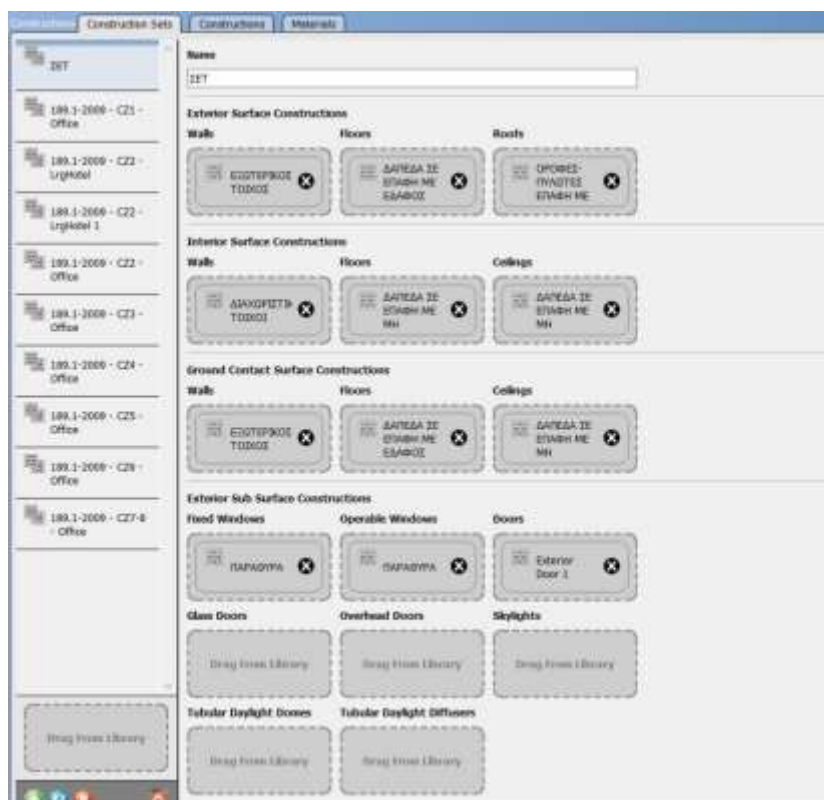 Constructions
Construction Sets
Constructions
Materials
ΣΕΤ
189.1-2009 - CZ1 -
Office
189.1-2009 - CZ2 -
LrgHotel
189.1-2009 - CZ2 -
LrgHotel 1
189.1-2009 - CZ2 -
Office
189.1-2009 - CZ3 -
Office
189.1-2009 - CZ4 -
Office
189.1-2009 - CZ5 -
Office
189.1-2009 - CZ6 -
Office
189.1-2009 - CZ7-8
- Office
Drag From Library
Name
ΣΕΤ
Exterior Surface Constructions
Walls
Floors
Roofs
ΕΞΩΤΕΡΙΚΟΣ
ΤΟΙΧΟΣ
ΔΑΠΕΔΑ ΣΕ
ΕΠΑΦΗ ΜΕ
ΕΔΑΦΟΣ
ΟΡΟΦΕΣ-
ΠΥΛΩΤΕΣ
ΕΠΑΦΗ ΜΕ
Interior Surface Constructions
Walls
Floors
Ceilings
ΔΙΑΧΩΡΙΣΤΙΚ
ΤΟΙΧΟΙ
ΔΑΠΕΔΑ ΣΕ
ΕΠΑΦΗ ΜΕ
ΜΗ
ΔΑΠΕΔΑ ΣΕ
ΕΠΑΦΗ ΜΕ
ΜΗ
Ground Contact Surface Constructions
Walls
Floors
Ceilings
ΕΞΩΤΕΡΙΚΟΣ
ΤΟΙΧΟΣ
ΔΑΠΕΔΑ ΣΕ
ΕΠΑΦΗ ΜΕ
ΕΔΑΦΟΣ
ΔΑΠΕΔΑ ΣΕ
ΕΠΑΦΗ ΜΕ
ΜΗ
Exterior Sub Surface Constructions
Fixed Windows
Operable Windows
Doors
ΠΑΡΑΘΥΡΑ
ΠΑΡΑΘΥΡΑ
Exterior
Door 1
Glass Doors
Overhead Doors
Skylights
Drag From Library
Drag From Library
Drag From Library
Tubular Daylight Domes
Tubular Daylight Diffusers
Drag From Library
Drag From Library